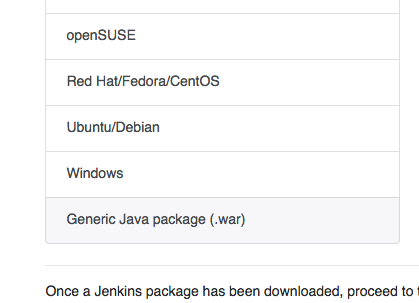 openSUSE
Red Hat/Fedora/CentOS
Ubuntu/Debian
Windows
Generic Java package (.war)
Once a Jenkins package has been downloaded, proceed to